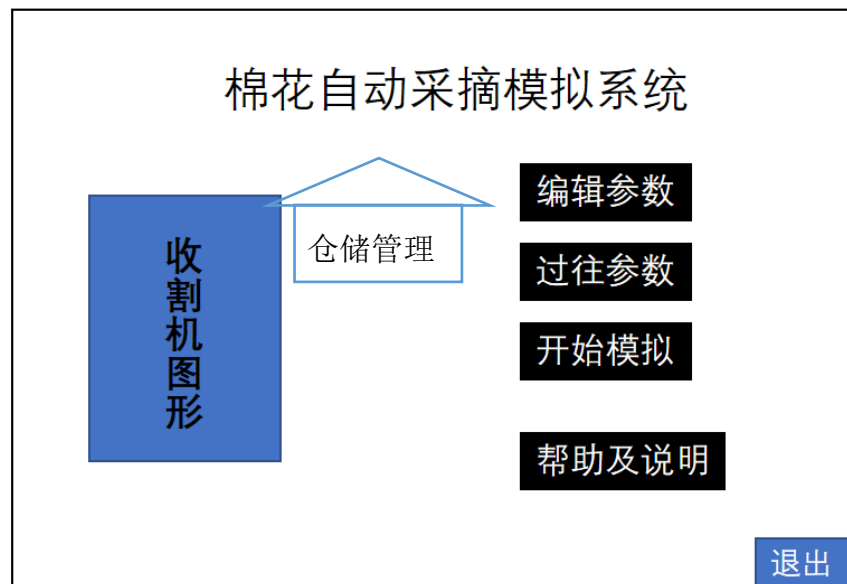 棉花自动采摘模拟系统
收
割
机
图
形
仓储管理
编辑参数
过往参数
开始模拟
帮助及说明
退出